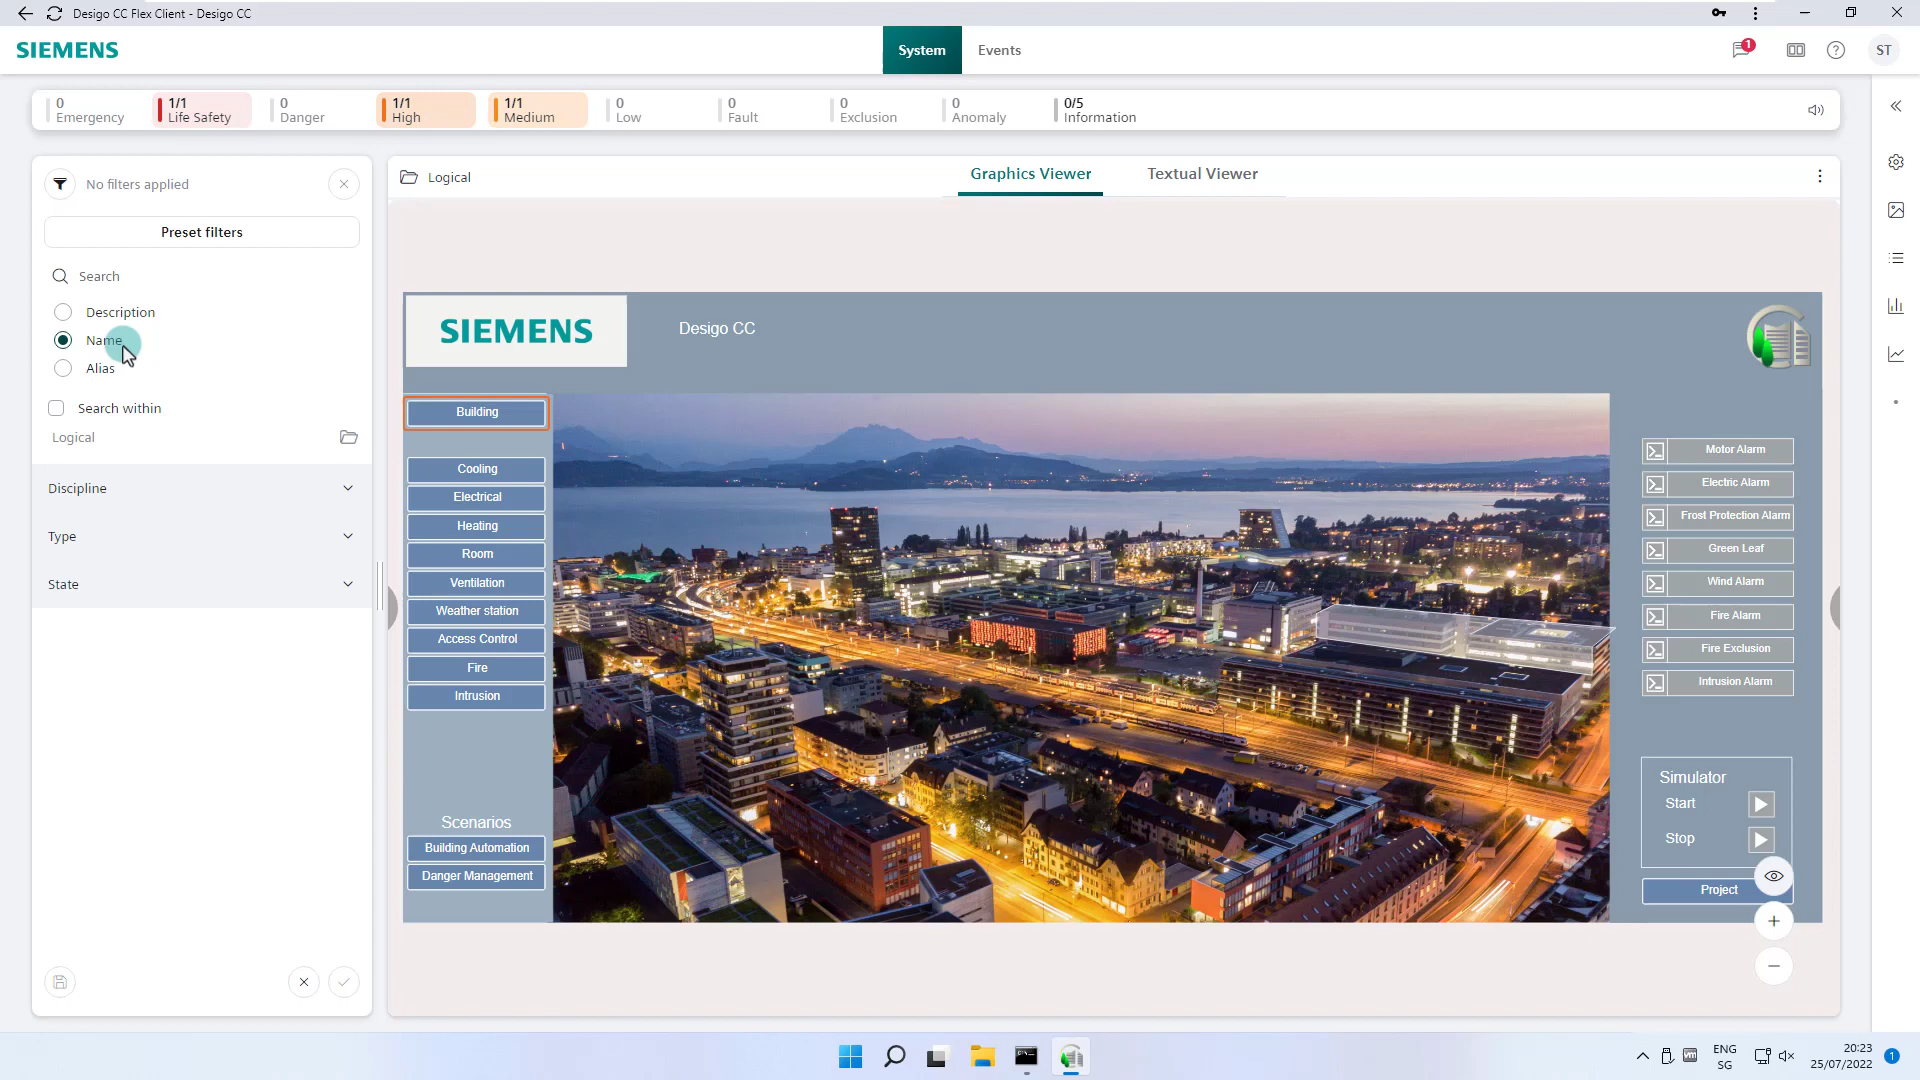 Desigo CC Flex Client - Desigo CC
SIEMENS
System
Events
1
ST
0
Emergency
1/1
Life Safety
0
Danger
1/1
High
1/1
Medium
0
Low
0
Fault
0
Exclusion
0
Anomaly
0/5
Information
No filters applied
Preset filters
Search
Description
Name
Alias
Search within
Logical
Discipline
Type
State
Logical
Graphics Viewer
Textual Viewer
SIEMENS
Desigo CC
Building
Cooling
Electrical
Heating
Room
Ventilation
Weather station
Access Control
Fire
Intrusion
Scenarios
Building Automation
Danger Management
Motor Alarm
Electric Alarm
Frost Protection Alarm
Green Leaf
Wind Alarm
Fire Alarm
Fire Exclusion
Intrusion Alarm
Simulator
Start
Stop
Project
ENG
SG
20:23
25/07/2022
1